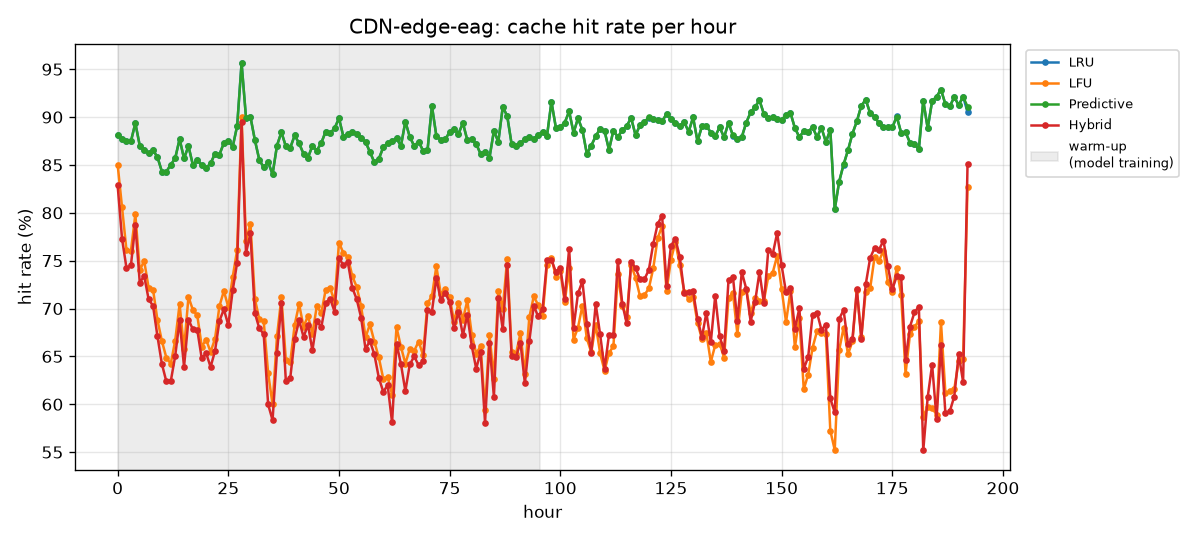 CDN-edge-eag: cache hit rate per hour
hit rate (%)
95
90
85
80
75
70
65
60
55
0
25
50
75
100
125
150
175
200
hour
LRU
LFU
Predictive
Hybrid
warm-up
(model training)